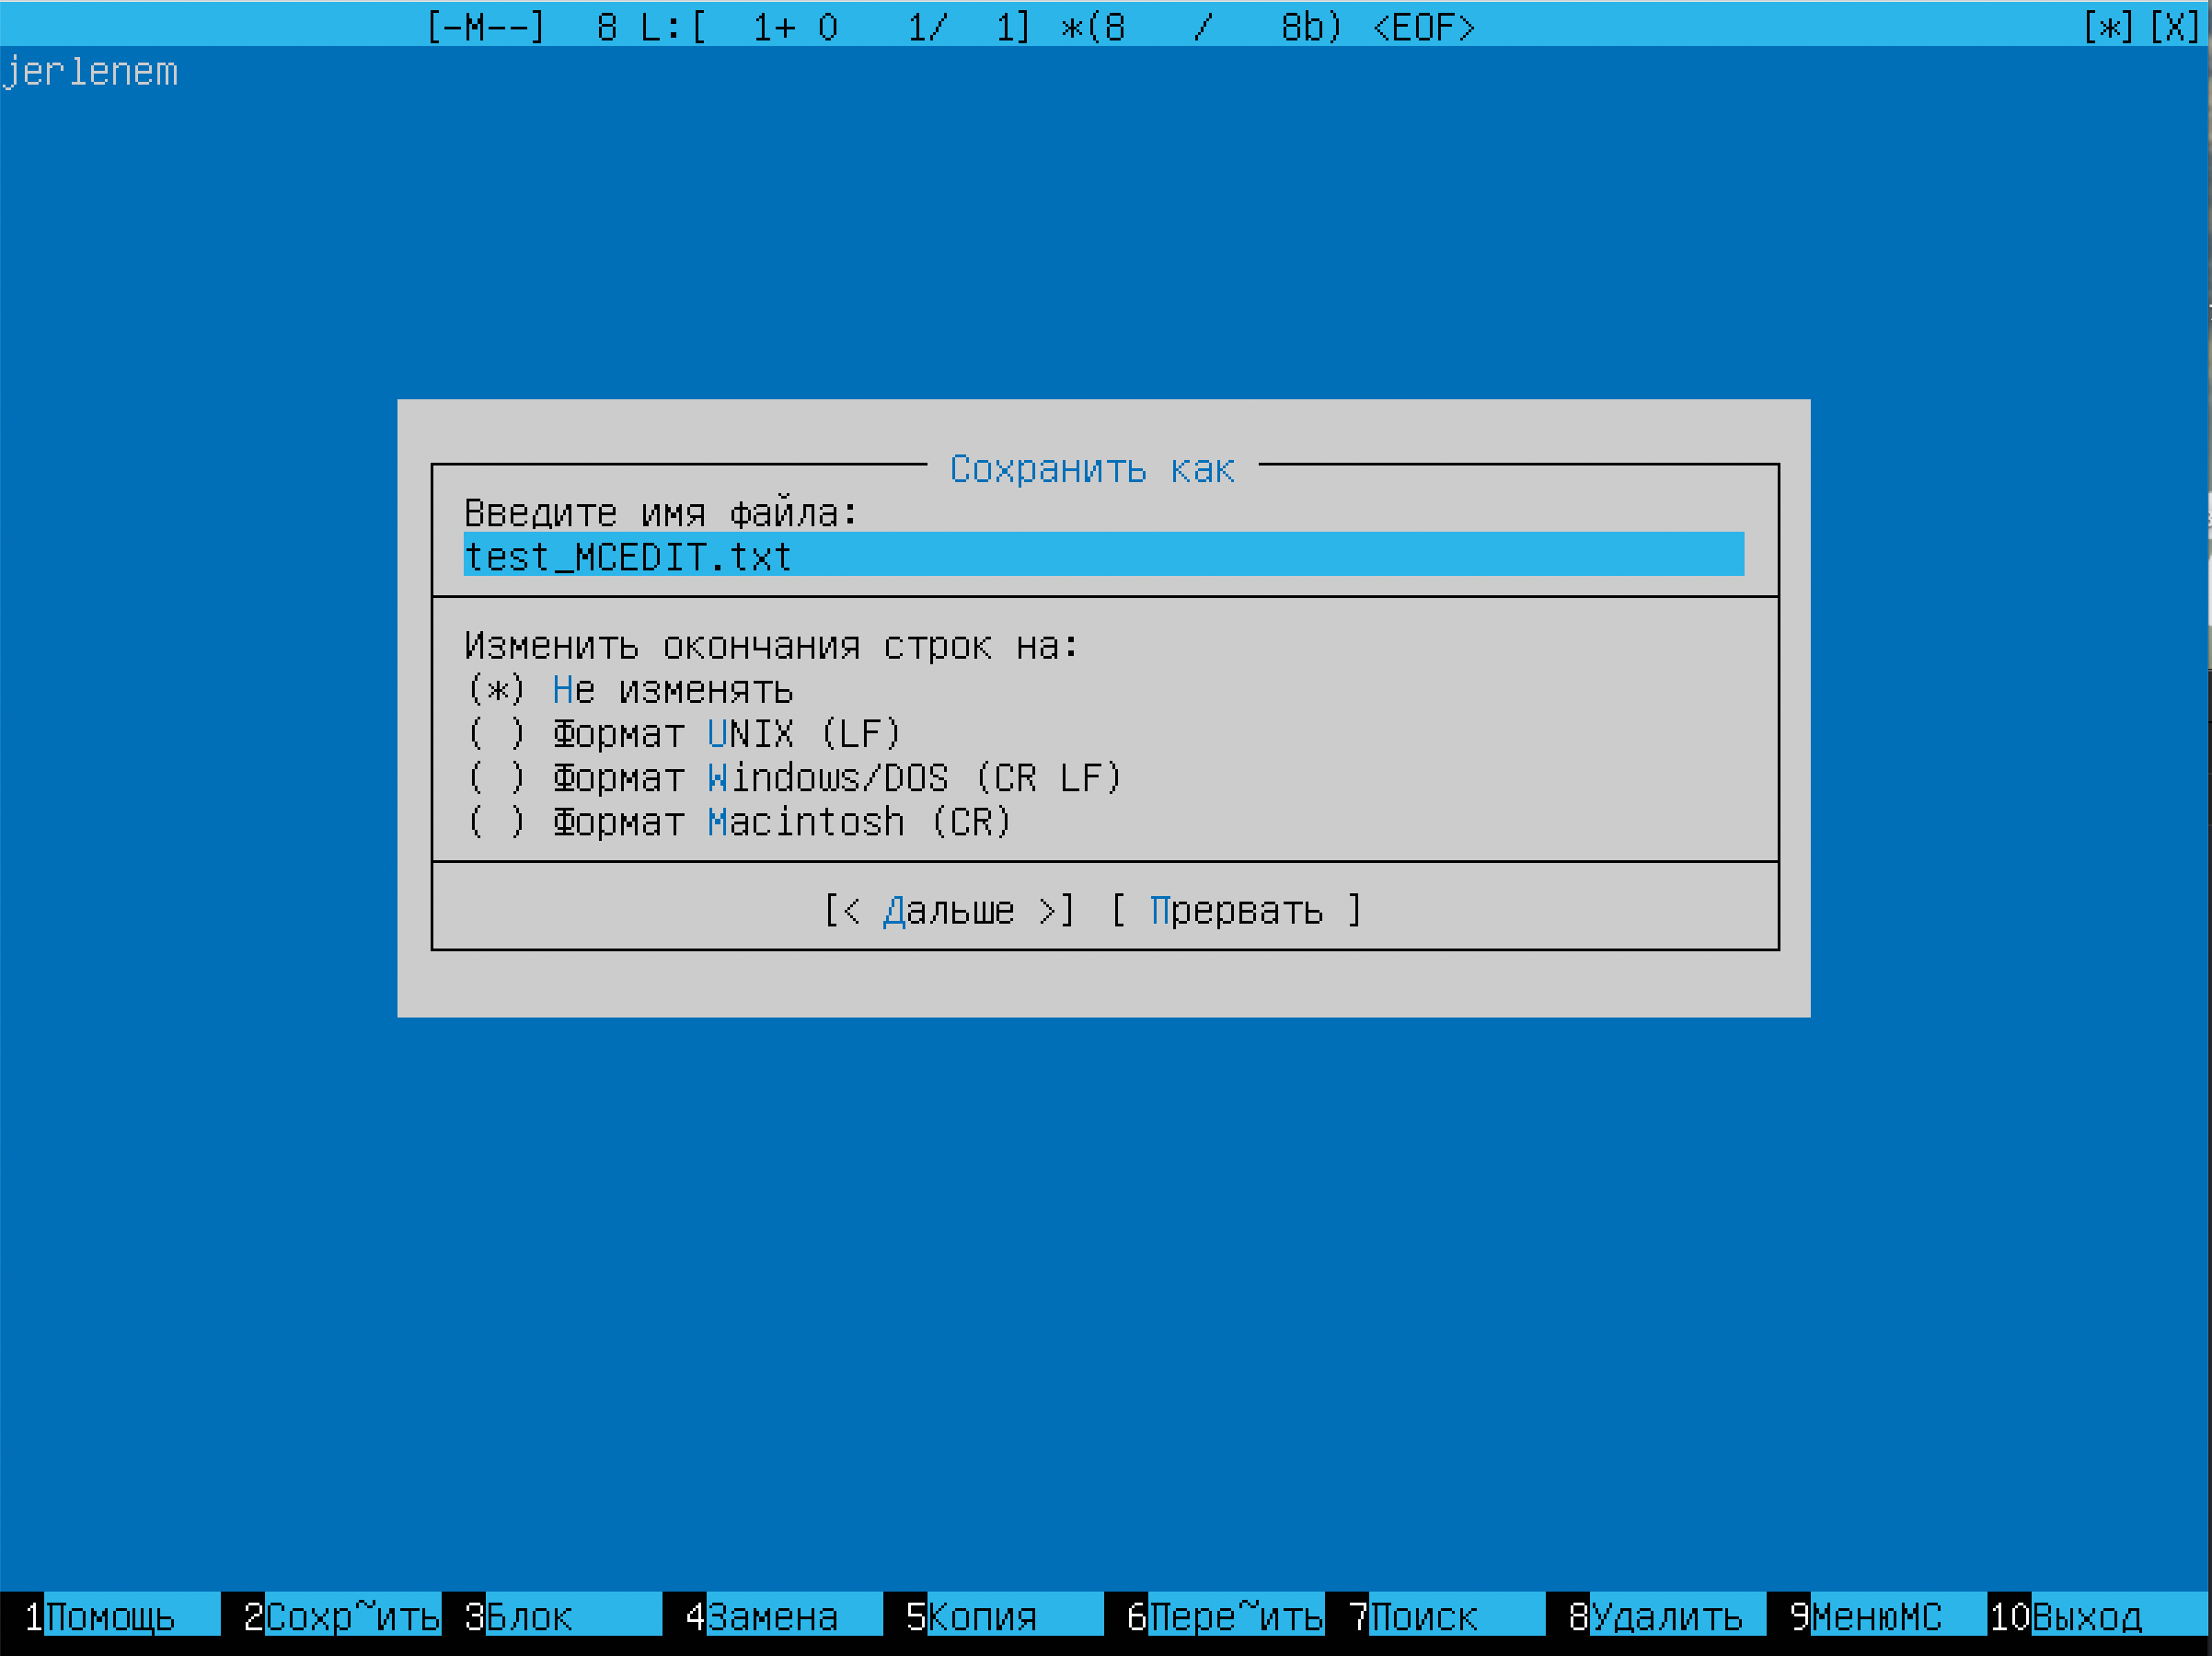 [-M--]  8 L:[  1+ 0   1/  1] *(8   /   8b) <EOF> [*][X]
jerlenem
Сохранить как
Введите имя файла:
test_MCEDIT.txt
Изменить окончания строк на:
(*) Не изменять
( ) Формат UNIX (LF)
( ) Формат Windows/DOS (CR LF)
( ) Формат Macintosh (CR)
[< Дальше >] [ Прервать ]
1Помощь 2Сохр~ить 3Блок 4Замена 5Копия 6Пере~ить 7Поиск 8Удалить 9МенюMC 10Выход